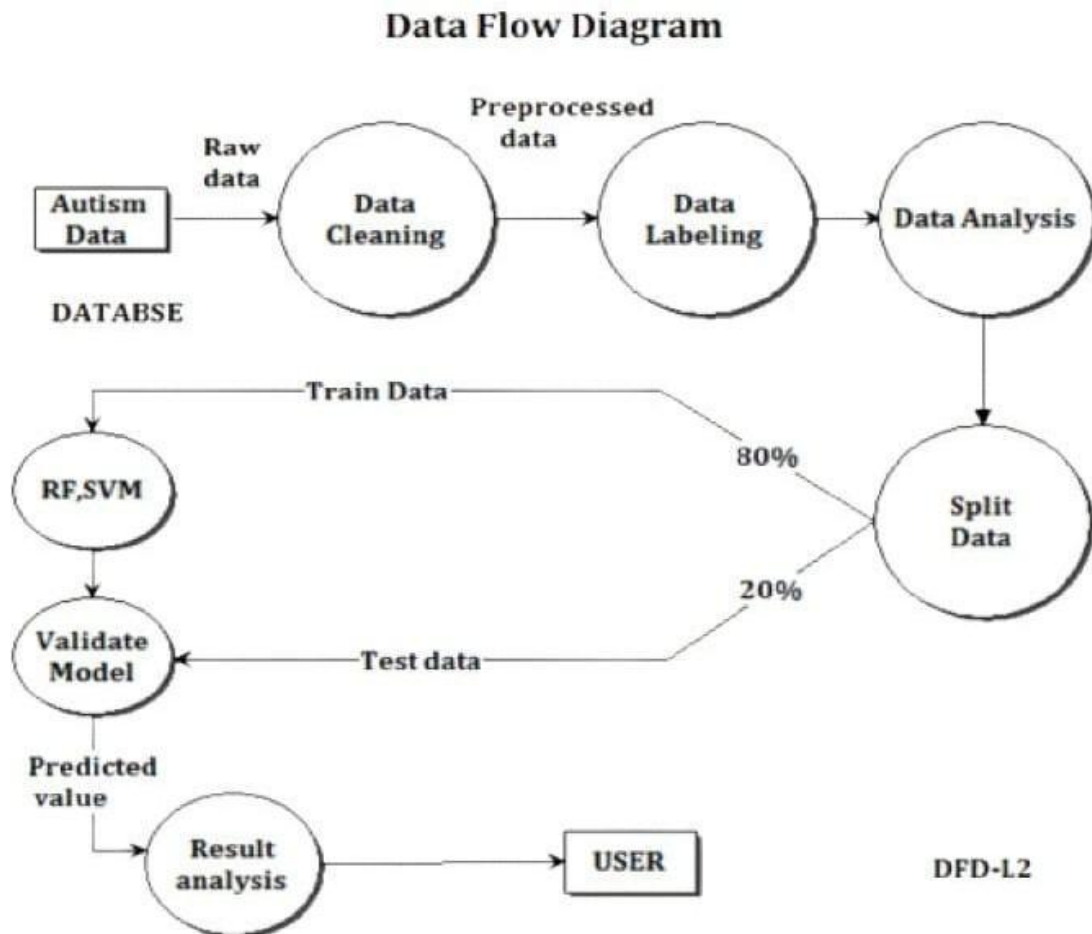 Data Flow Diagram
Preprocessed
data
Raw
data
Autism
Data
Data
Cleaning
Data
Labeling
Data Analysis
DATABSE
Train Data
80%
RF,SVM
Split
Data
20%
Validate
Model
Test data
Predicted
value
Result
analysis
USER
DFD-L2